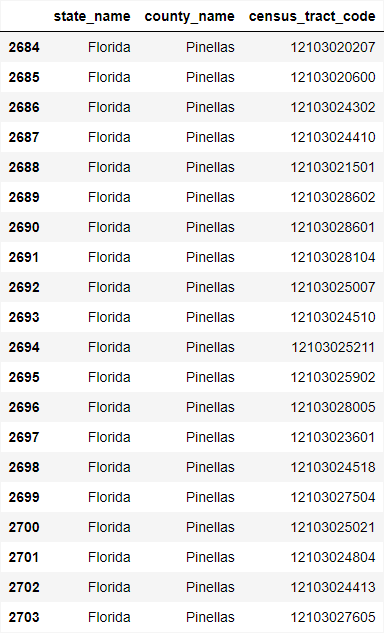 state_name county_name census_tract_code
2684 Florida Pinellas 12103020207
2685 Florida Pinellas 12103020600
2686 Florida Pinellas 12103024302
2687 Florida Pinellas 12103024410
2688 Florida Pinellas 12103021501
2689 Florida Pinellas 12103028602
2690 Florida Pinellas 12103028601
2691 Florida Pinellas 12103028104
2692 Florida Pinellas 12103025007
2693 Florida Pinellas 12103024510
2694 Florida Pinellas 12103025211
2695 Florida Pinellas 12103025902
2696 Florida Pinellas 12103028005
2697 Florida Pinellas 12103023601
2698 Florida Pinellas 12103024518
2699 Florida Pinellas 12103027504
2700 Florida Pinellas 12103025021
2701 Florida Pinellas 12103024804
2702 Florida Pinellas 12103024413
2703 Florida Pinellas 12103027605